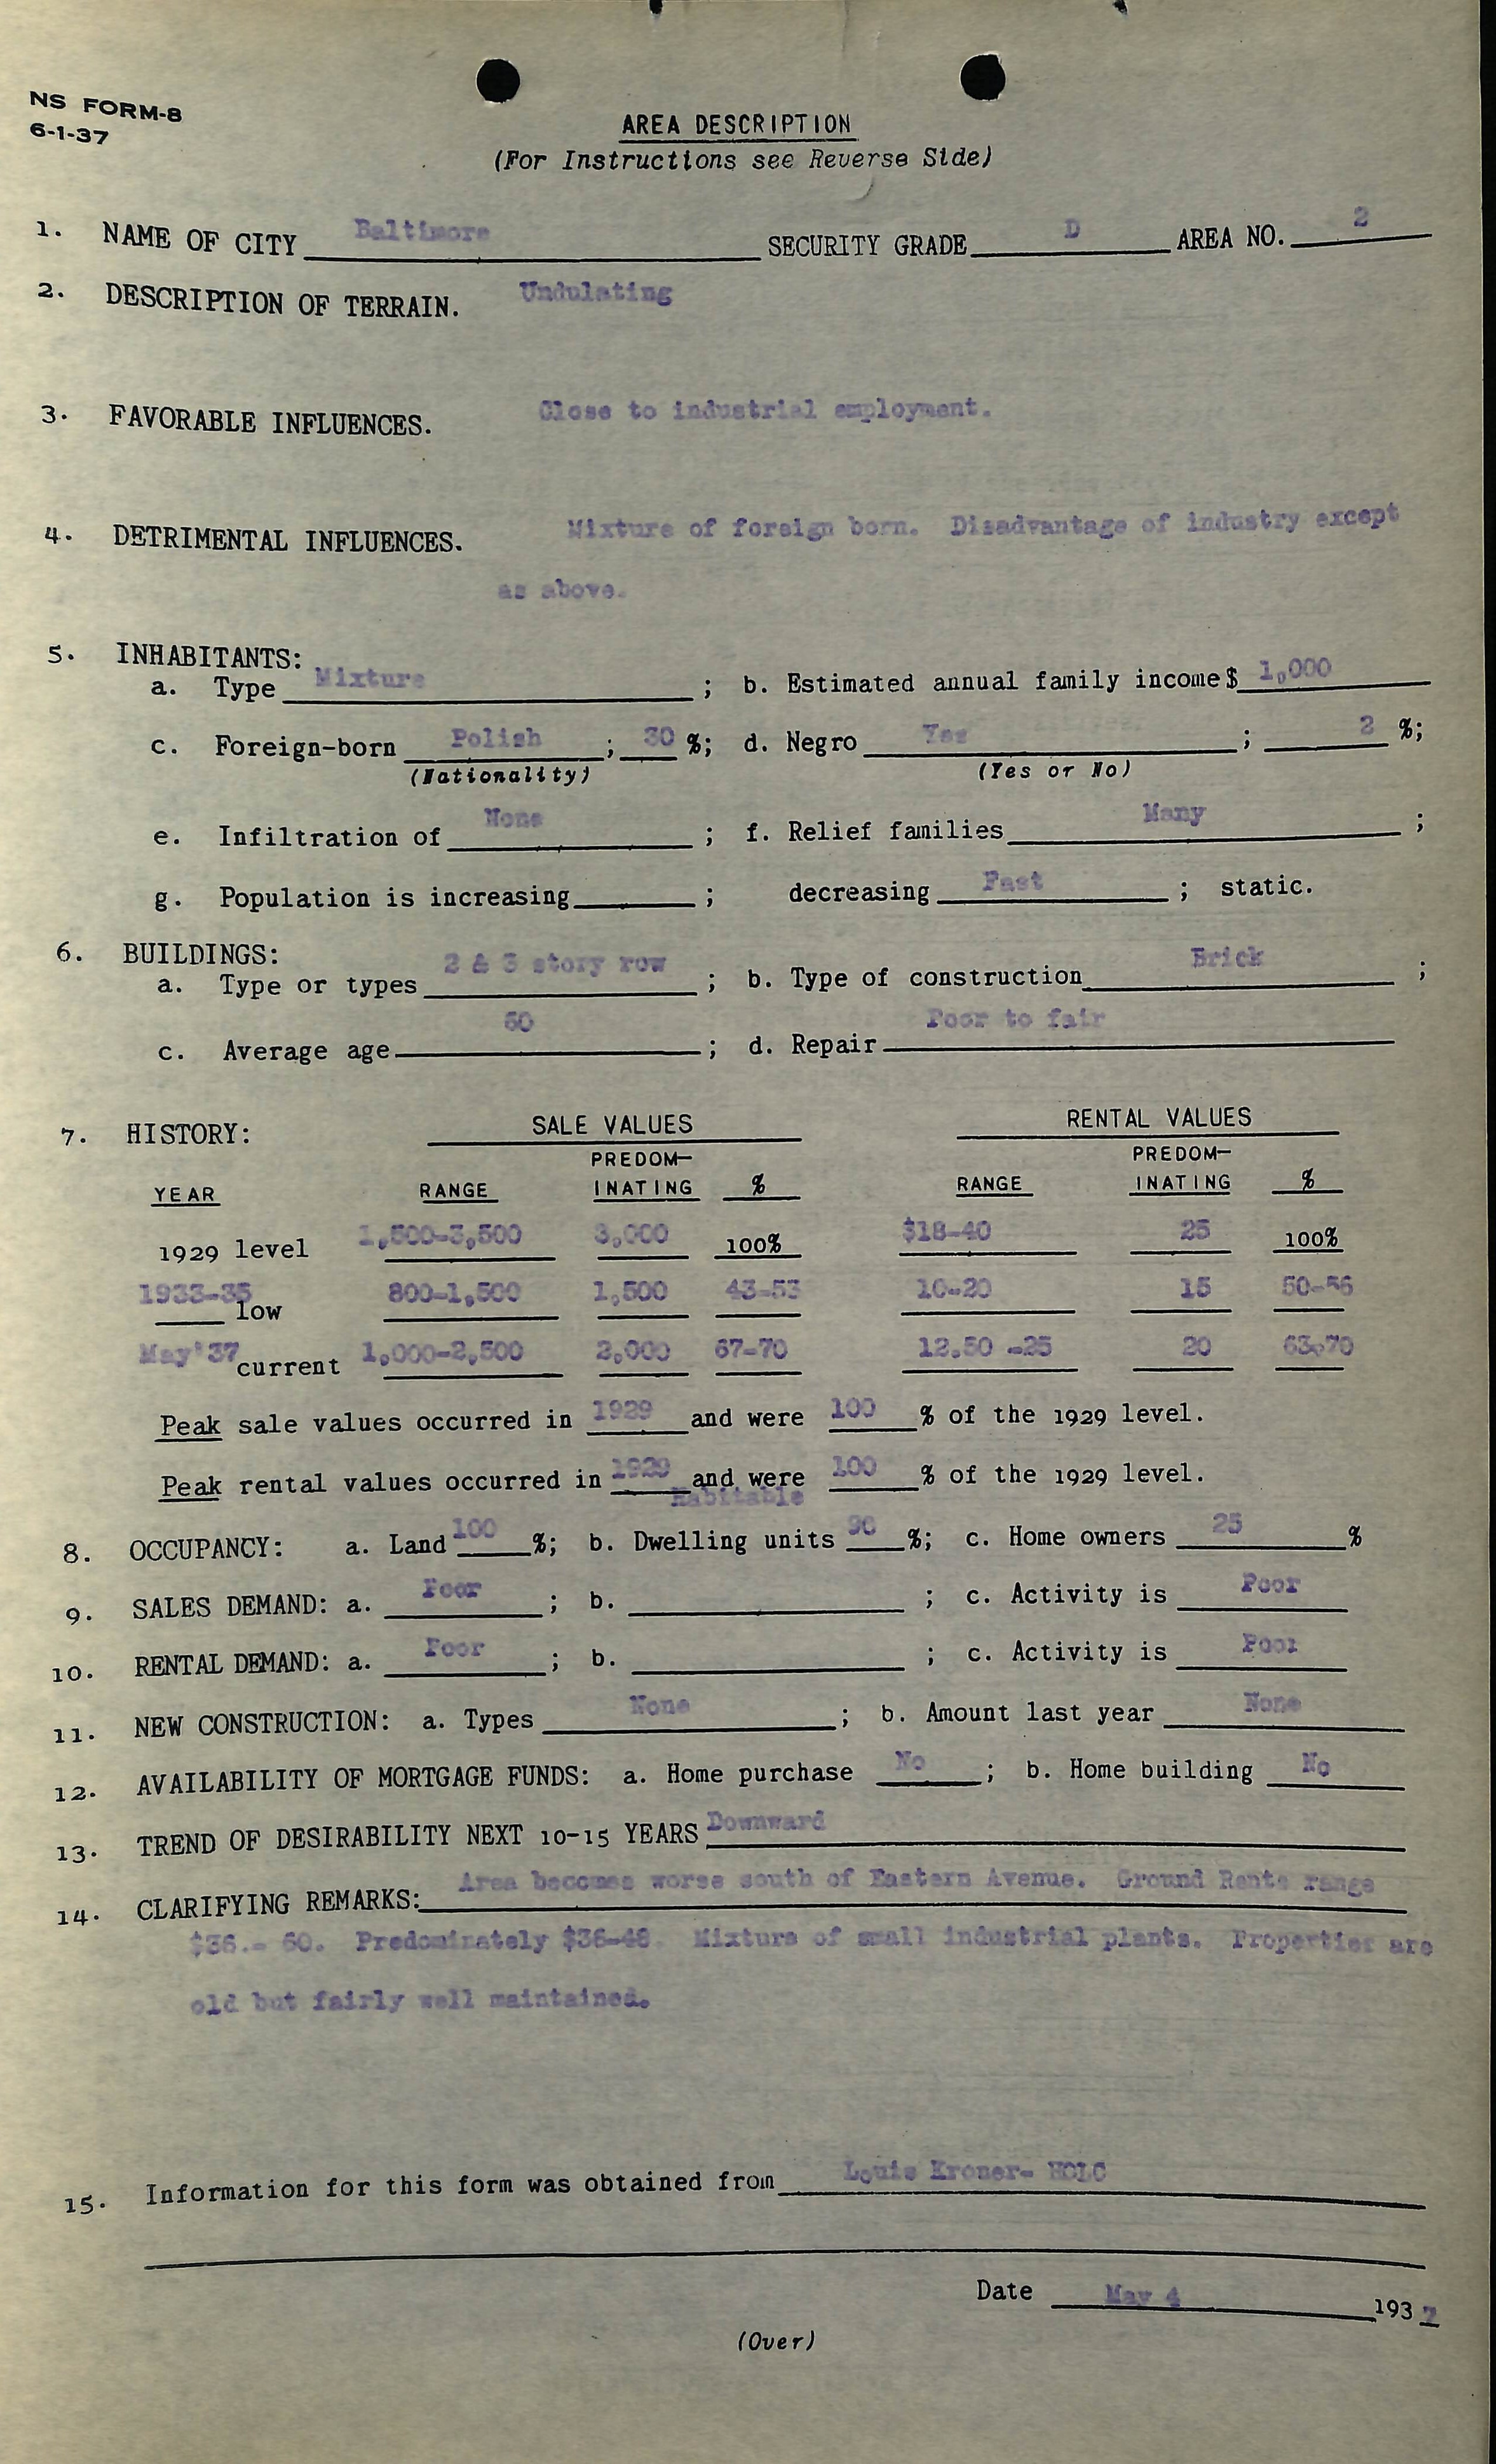 NS FORM-8
6-1-37
AREA DESCRIPTION
(For Instructions see Reverse Side)
1. NAME OF CITY Baltimore SECURITY GRADE D AREA NO. 2
2. DESCRIPTION OF TERRAIN. Undulating
3. FAVORABLE INFLUENCES. Close to industrial employment.
4. DETRIMENTAL INFLUENCES. Mixture of foreign born. Disadvantage of industry except
as above.
5. INHABITANTS:
a. Type Mixture ; b. Estimated annual family income $ 1,000
c. Foreign-born Polish ; 30 %; d. Negro Yes ; 2 %;
(Nationality) (Yes or No)
e. Infiltration of None ; f. Relief families Many ;
g. Population is increasing ; decreasing Fast ; static.
6. BUILDINGS:
a. Type or types 2 & 3 story row ; b. Type of construction Brick ;
c. Average age 60 ; d. Repair Poor to fair
7. HISTORY: SALE VALUES RENTAL VALUES
PREDOM- PREDOM-
YEAR RANGE INATING % RANGE INATING %
1929 level 1,500-3,500 3,000 100% $18-40 25 100%
1933-35 low 800-1,500 1,500 43-53 10-20 15 50-56
May'37 current 1,000-2,500 2,000 67-70 12.50 -25 20 63-70
Peak sale values occurred in 1929 and were 100 % of the 1929 level.
Peak rental values occurred in 1929 and were 100 % of the 1929 level.
Habitable
8. OCCUPANCY: a. Land 100 %; b. Dwelling units 98 %; c. Home owners 25 %
9. SALES DEMAND: a. Poor ; b. ; c. Activity is Poor
10. RENTAL DEMAND: a. Poor ; b. ; c. Activity is Poor
11. NEW CONSTRUCTION: a. Types None ; b. Amount last year None
12. AVAILABILITY OF MORTGAGE FUNDS: a. Home purchase No ; b. Home building No
13. TREND OF DESIRABILITY NEXT 10-15 YEARS Downward
14. CLARIFYING REMARKS: Area becomes worse south of Eastern Avenue. Ground Rents range
$36.- 60. Predominately $36-48. Mixture of small industrial plants. Properties are
old but fairly well maintained.
15. Information for this form was obtained from Louis Kroner- HOLC
Date May 4 1937
(Over)